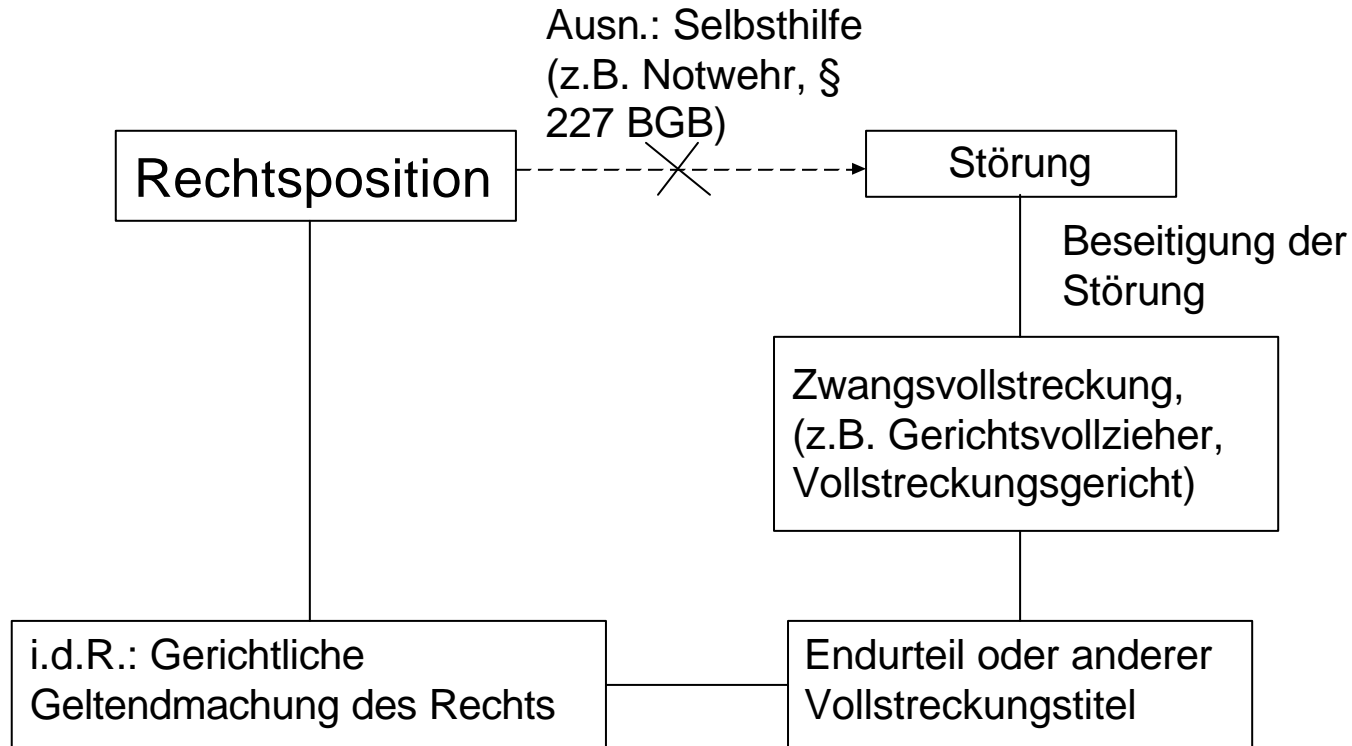 Ausn.: Selbsthilfe
(z.B. Notwehr, §
227 BGB)
Rechtsposition
Störung
Beseitigung der
Störung
Zwangsvollstreckung,
(z.B. Gerichtsvollzieher,
Vollstreckungsgericht)
i.d.R.: Gerichtliche
Geltendmachung des Rechts
Endurteil oder anderer
Vollstreckungstitel